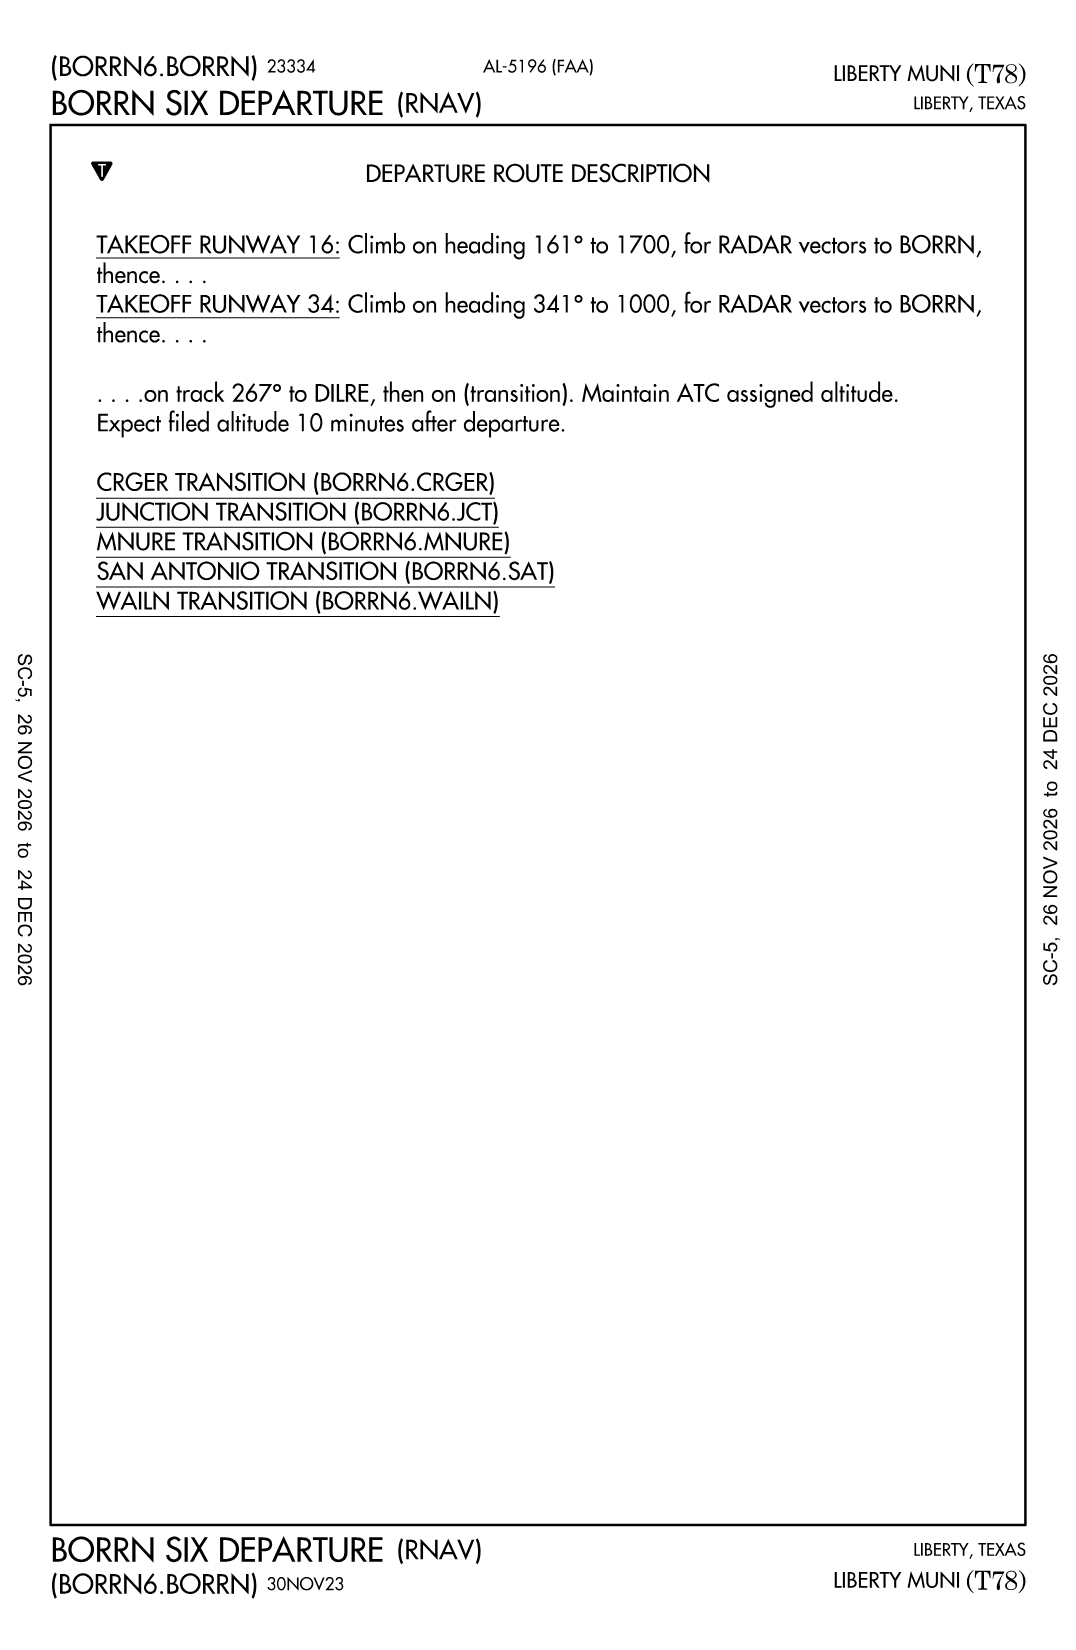 (BORRN6.BORRN) 23334
AL-5196 (FAA)
LIBERTY MUNI (T78)
BORRN SIX DEPARTURE (RNAV)
LIBERTY, TEXAS
T
DEPARTURE ROUTE DESCRIPTION
TAKEOFF RUNWAY 16: Climb on heading 161° to 1700, for RADAR vectors to BORRN,
thence. . . .
TAKEOFF RUNWAY 34: Climb on heading 341° to 1000, for RADAR vectors to BORRN,
thence. . . .
. . . .on track 267° to DILRE, then on (transition). Maintain ATC assigned altitude.
Expect filed altitude 10 minutes after departure.
CRGER TRANSITION (BORRN6.CRGER)
JUNCTION TRANSITION (BORRN6.JCT)
MNURE TRANSITION (BORRN6.MNURE)
SAN ANTONIO TRANSITION (BORRN6.SAT)
WAILN TRANSITION (BORRN6.WAILN)
SC-5, 26 NOV 2026 to 24 DEC 2026
SC-5, 26 NOV 2026 to 24 DEC 2026
BORRN SIX DEPARTURE (RNAV)
LIBERTY, TEXAS
(BORRN6.BORRN) 30NOV23
LIBERTY MUNI (T78)